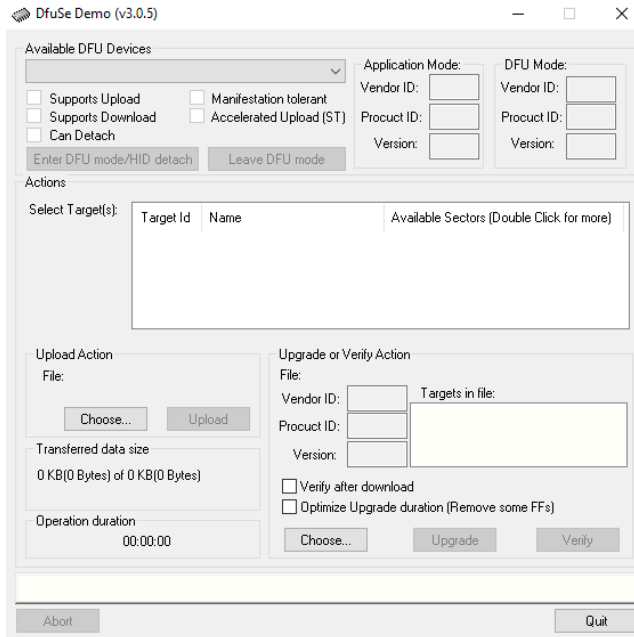 DfuSe Demo (v3.0.5)
Available DFU Devices
Supports Upload
Manifestation tolerant
Supports Download
Accelerated Upload (ST)
Can Detach
Enter DFU mode/HID detach
Leave DFU mode
Application Mode:
Vendor ID:
Procuct ID:
Version:
DFU Mode:
Vendor ID:
Procuct ID:
Version:
Actions
Select Target(s):
Target Id
Name
Available Sectors (Double Click for more)
Upload Action
File:
Choose...
Upload
Transferred data size
0 KB(0 Bytes) of 0 KB(0 Bytes)
Operation duration
00:00:00
Upgrade or Verify Action
File:
Vendor ID:
Procuct ID:
Version:
Targets in file:
Verify after download
Optimize Upgrade duration (Remove some FFs)
Choose...
Upgrade
Verify
Abort
Quit